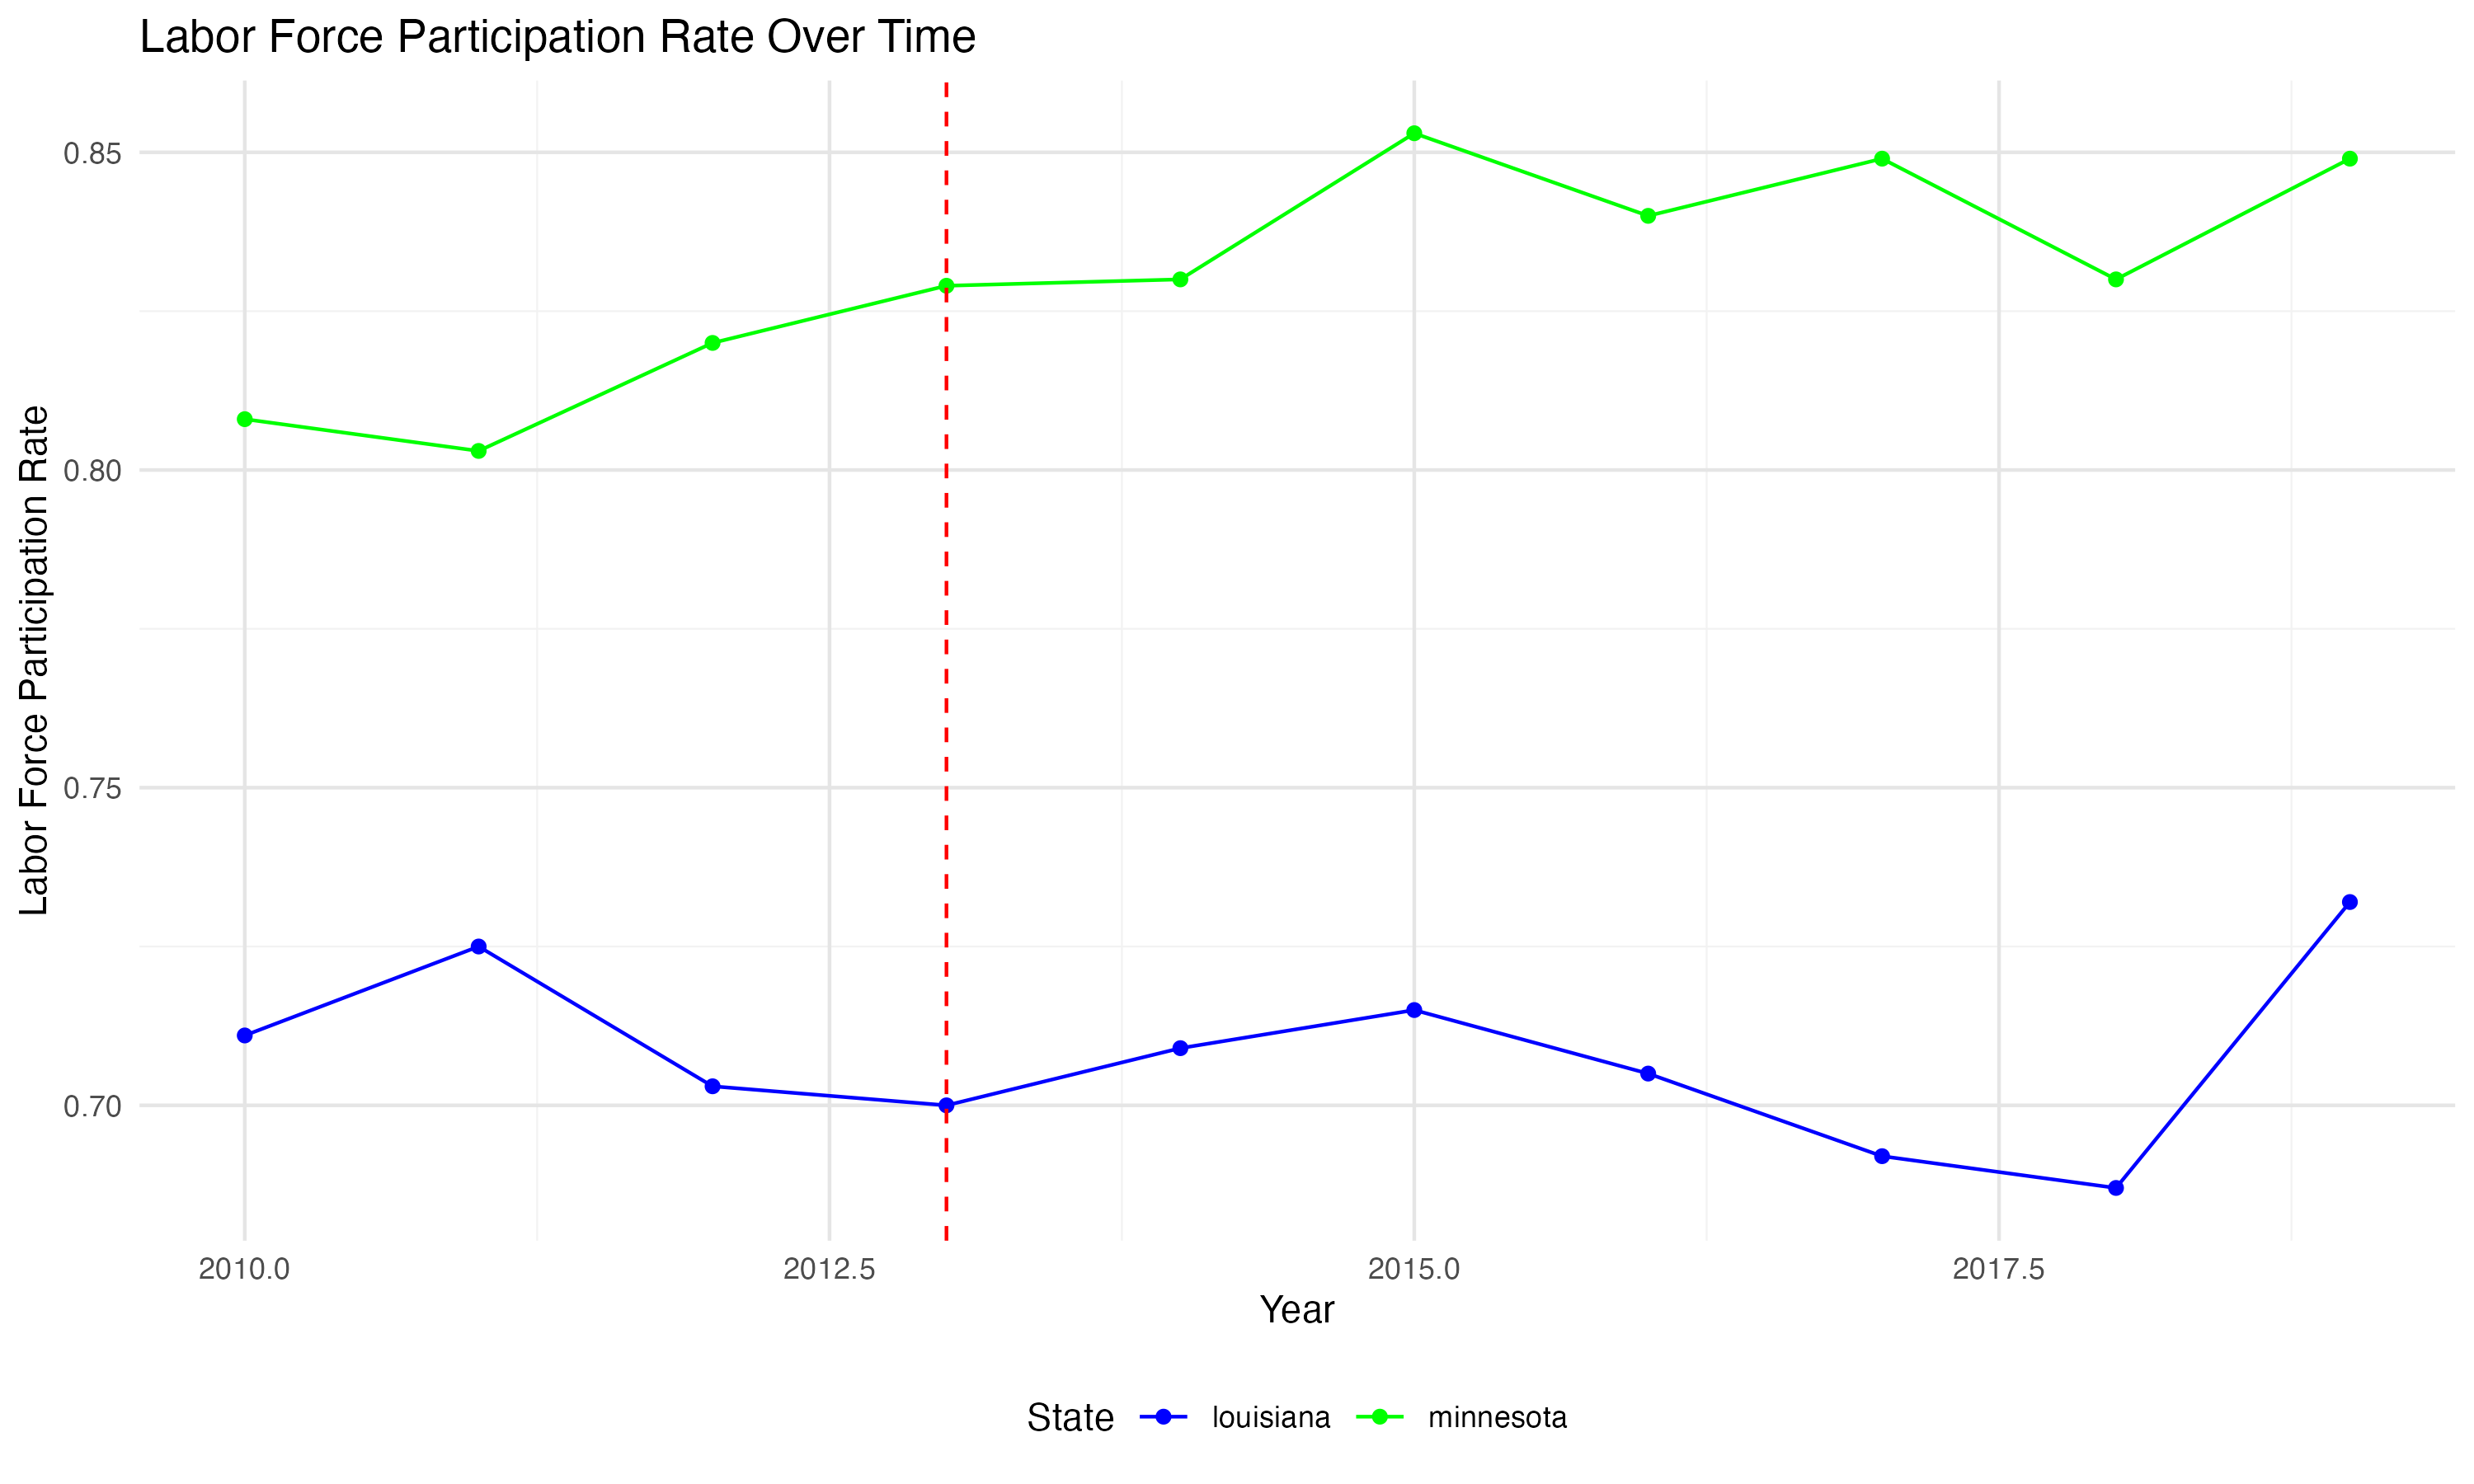 Labor Force Participation Rate Over Time
Labor Force Participation Rate
0.85
0.80
0.75
0.70
2010.0 2012.5 2015.0 2017.5
Year
State louisiana minnesota